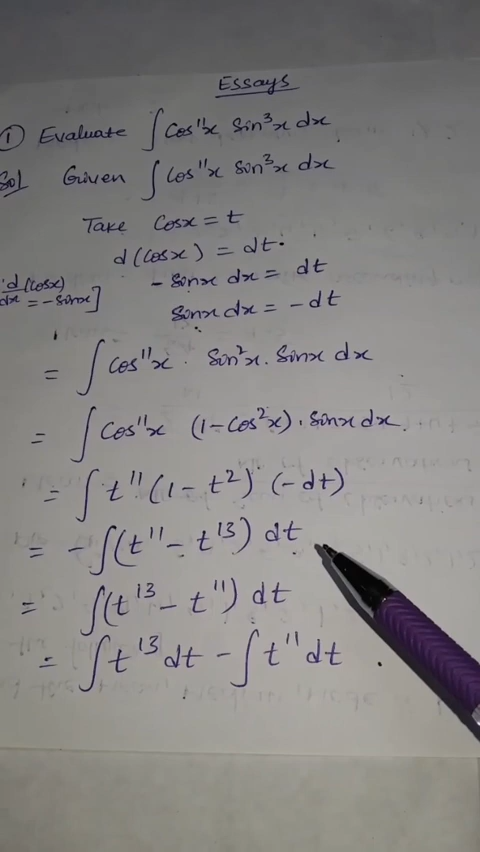 Essays
① Evaluate ∫ Cos¹¹x Sin³x dx
Sol Given ∫ Cos¹¹x Sin³x dx
Take Cosx = t
d(Cosx) = dt.
d/dx (Cosx) = -Sinx] - Sinx dx = dt
Sinx dx = - dt
= ∫ Cos¹¹x · Sin²x. Sinx dx
= ∫ Cos¹¹x (1-Cos²x). Sinx dx.
= ∫ t¹¹ (1 - t²) (-dt)
= - ∫(t¹¹ - t¹³) dt
= ∫(t¹³ - t¹¹) dt
= ∫ t¹³ dt - ∫ t¹¹ dt .